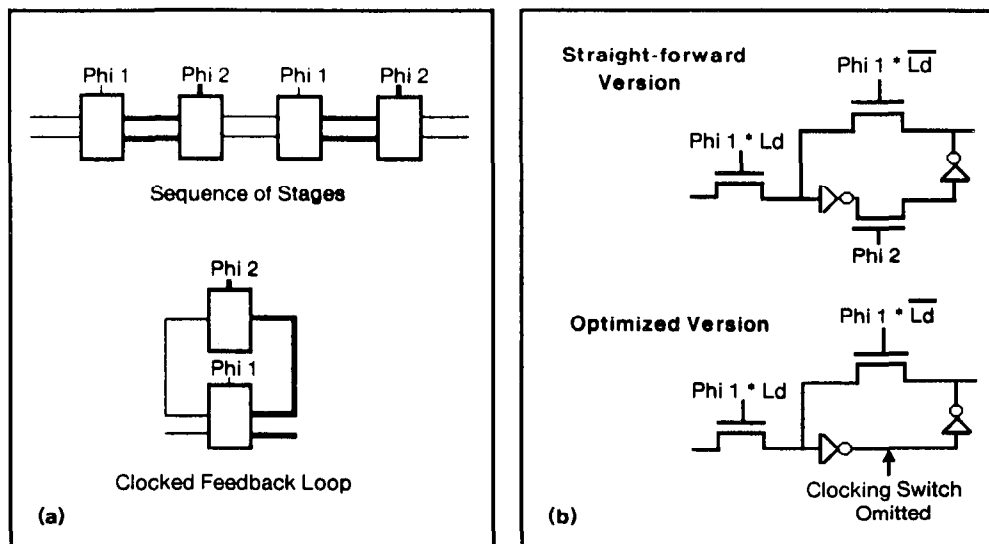 Phi 1 Phi 2 Phi 1 Phi 2
Sequence of Stages
Phi 2
Phi 1
Clocked Feedback Loop
(a)
Straight-forward
Version
Phi 1 * L̅d̅
Phi 1 * Ld
Phi 2
Optimized Version
Phi 1 * L̅d̅
Phi 1 * Ld
Clocking Switch
Omitted
(b)